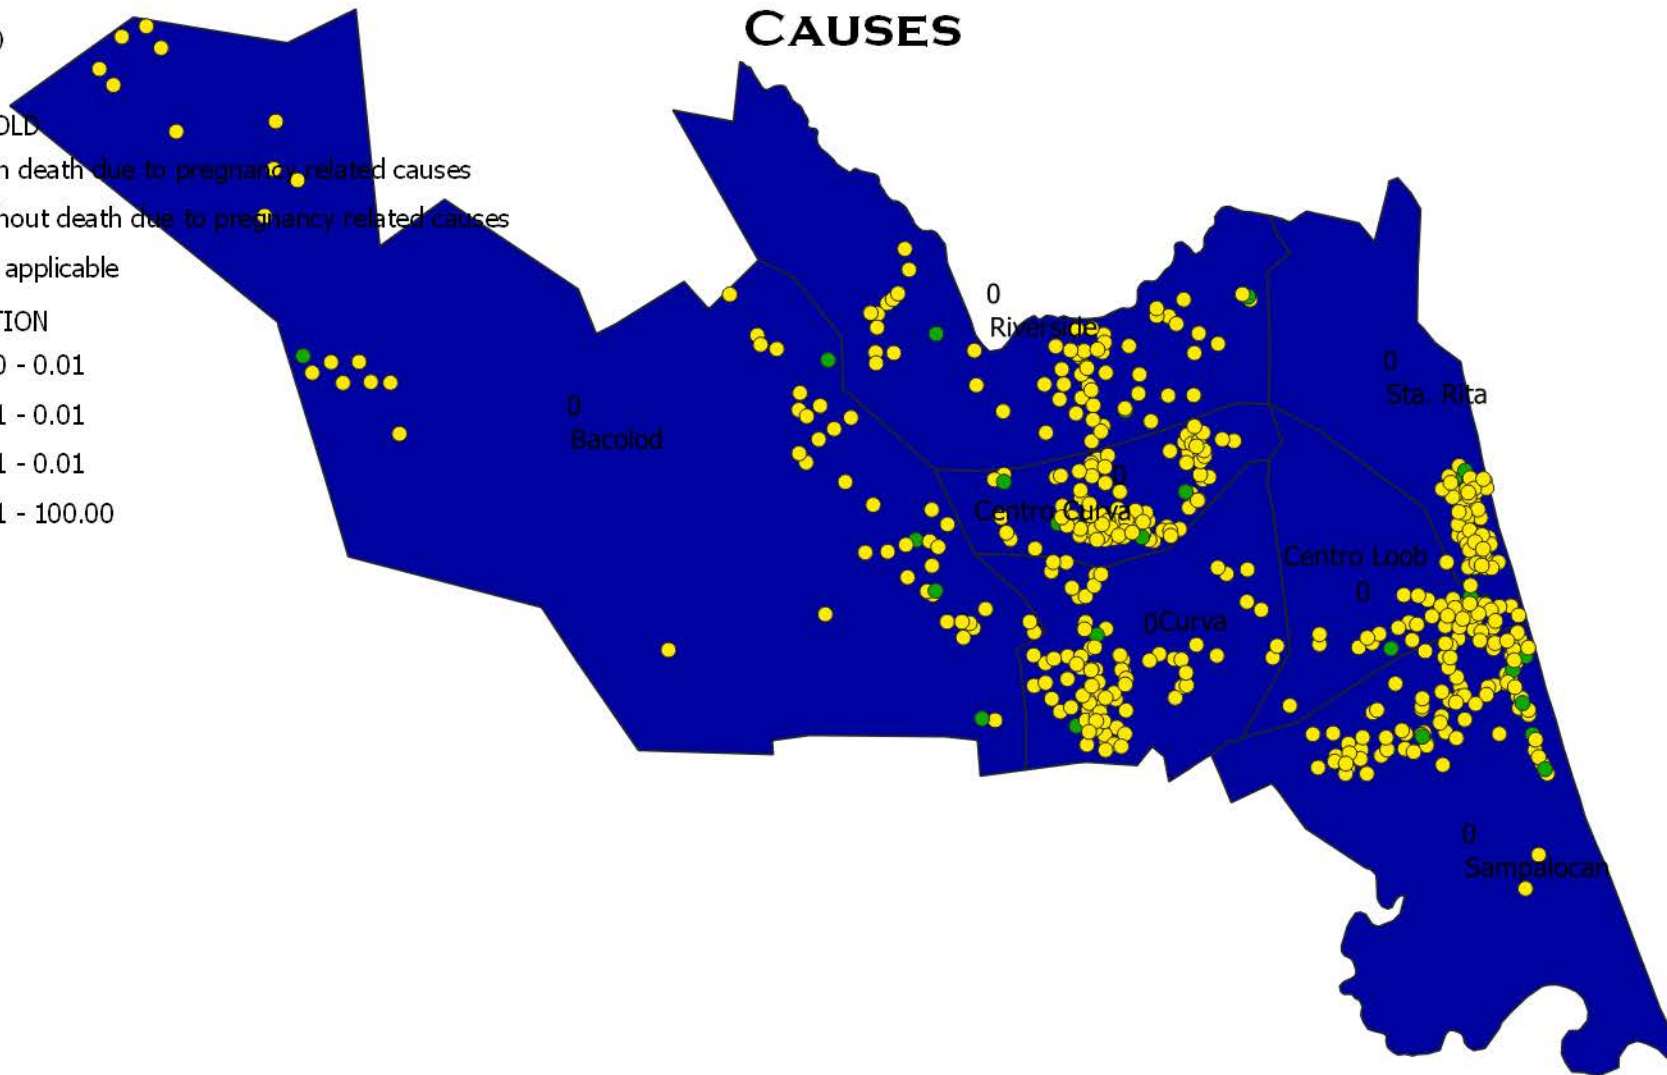 CAUSES
)
OLD
n death due to pregnancy related causes
hout death due to pregnancy related causes
applicable
TION
0 - 0.01
1 - 0.01
1 - 0.01
1 - 100.00
0
Riverside
0
Sta. Rita
0
Bacolod
0
Centro Curva
Centro Loob
0
0Curva
0
Sampalocan